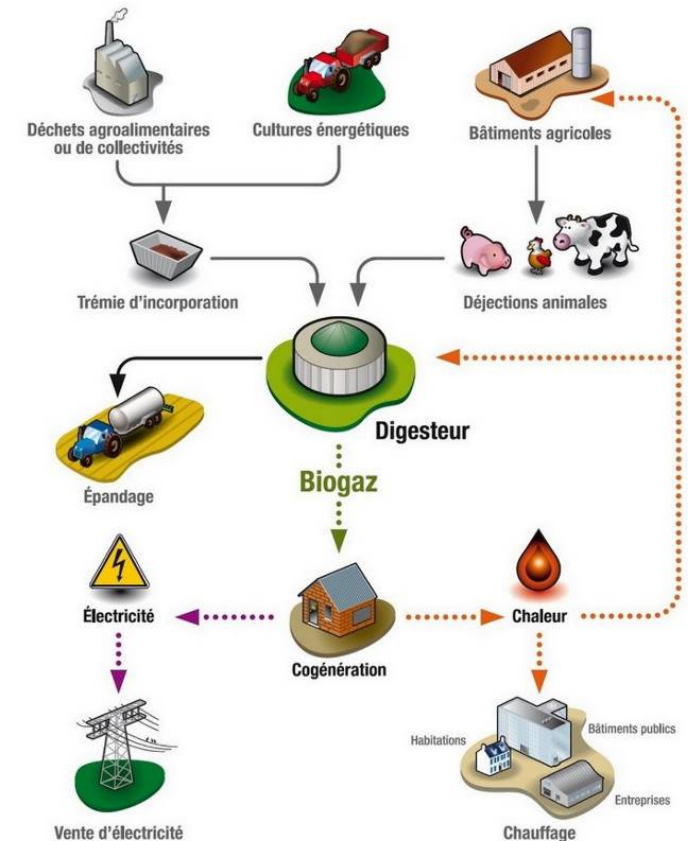 Déchets agroalimentaires
ou de collectivités
Cultures énergétiques
Bâtiments agricoles
Trémie d'incorporation
Déjections animales
Digesteur
Épandage
Biogaz
Électricité
Cogénération
Chaleur
Habitations
Bâtiments publics
Entreprises
Vente d'électricité
Chauffage